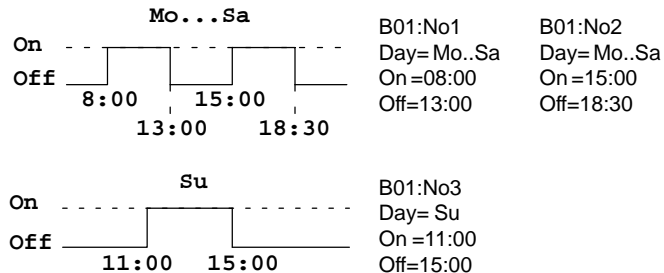 Mo...Sa
On
Off
8:00 15:00
13:00 18:30
B01:No1
Day= Mo..Sa
On =08:00
Off=13:00
B01:No2
Day= Mo..Sa
On =15:00
Off=18:30
Su
On
Off
11:00 15:00
B01:No3
Day= Su
On =11:00
Off=15:00